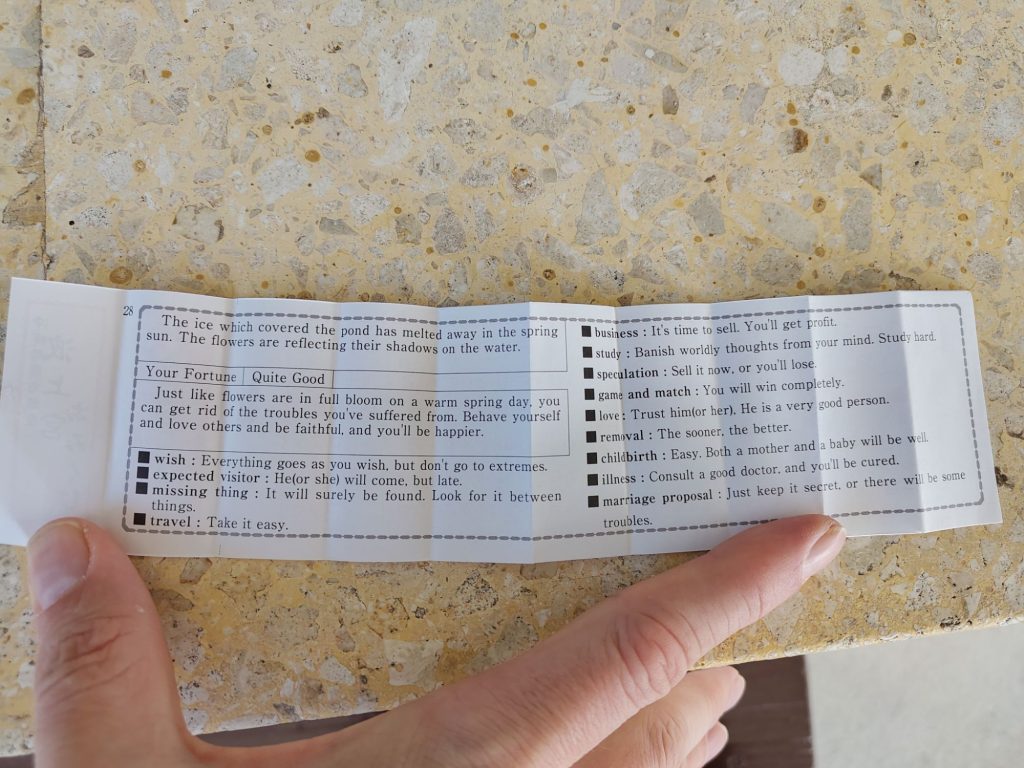 28
The ice which covered the pond has melted away in the spring
sun. The flowers are reflecting their shadows on the water.
Your Fortune Quite Good
Just like flowers are in full bloom on a warm spring day, you
can get rid of the troubles you've suffered from. Behave yourself
and love others and be faithful, and you'll be happier.
■ wish : Everything goes as you wish, but don't go to extremes.
■ expected visitor : He(or she) will come, but late.
■ missing thing : It will surely be found. Look for it between
things.
■ travel : Take it easy.
■ business : It's time to sell. You'll get profit.
■ study : Banish worldly thoughts from your mind. Study hard.
■ speculation : Sell it now, or you'll lose.
■ game and match : You will win completely.
■ love : Trust him(or her). He is a very good person.
■ removal : The sooner, the better.
■ childbirth : Easy. Both a mother and a baby will be well.
■ illness : Consult a good doctor, and you'll be cured.
■ marriage proposal : Just keep it secret, or there will be some
troubles.